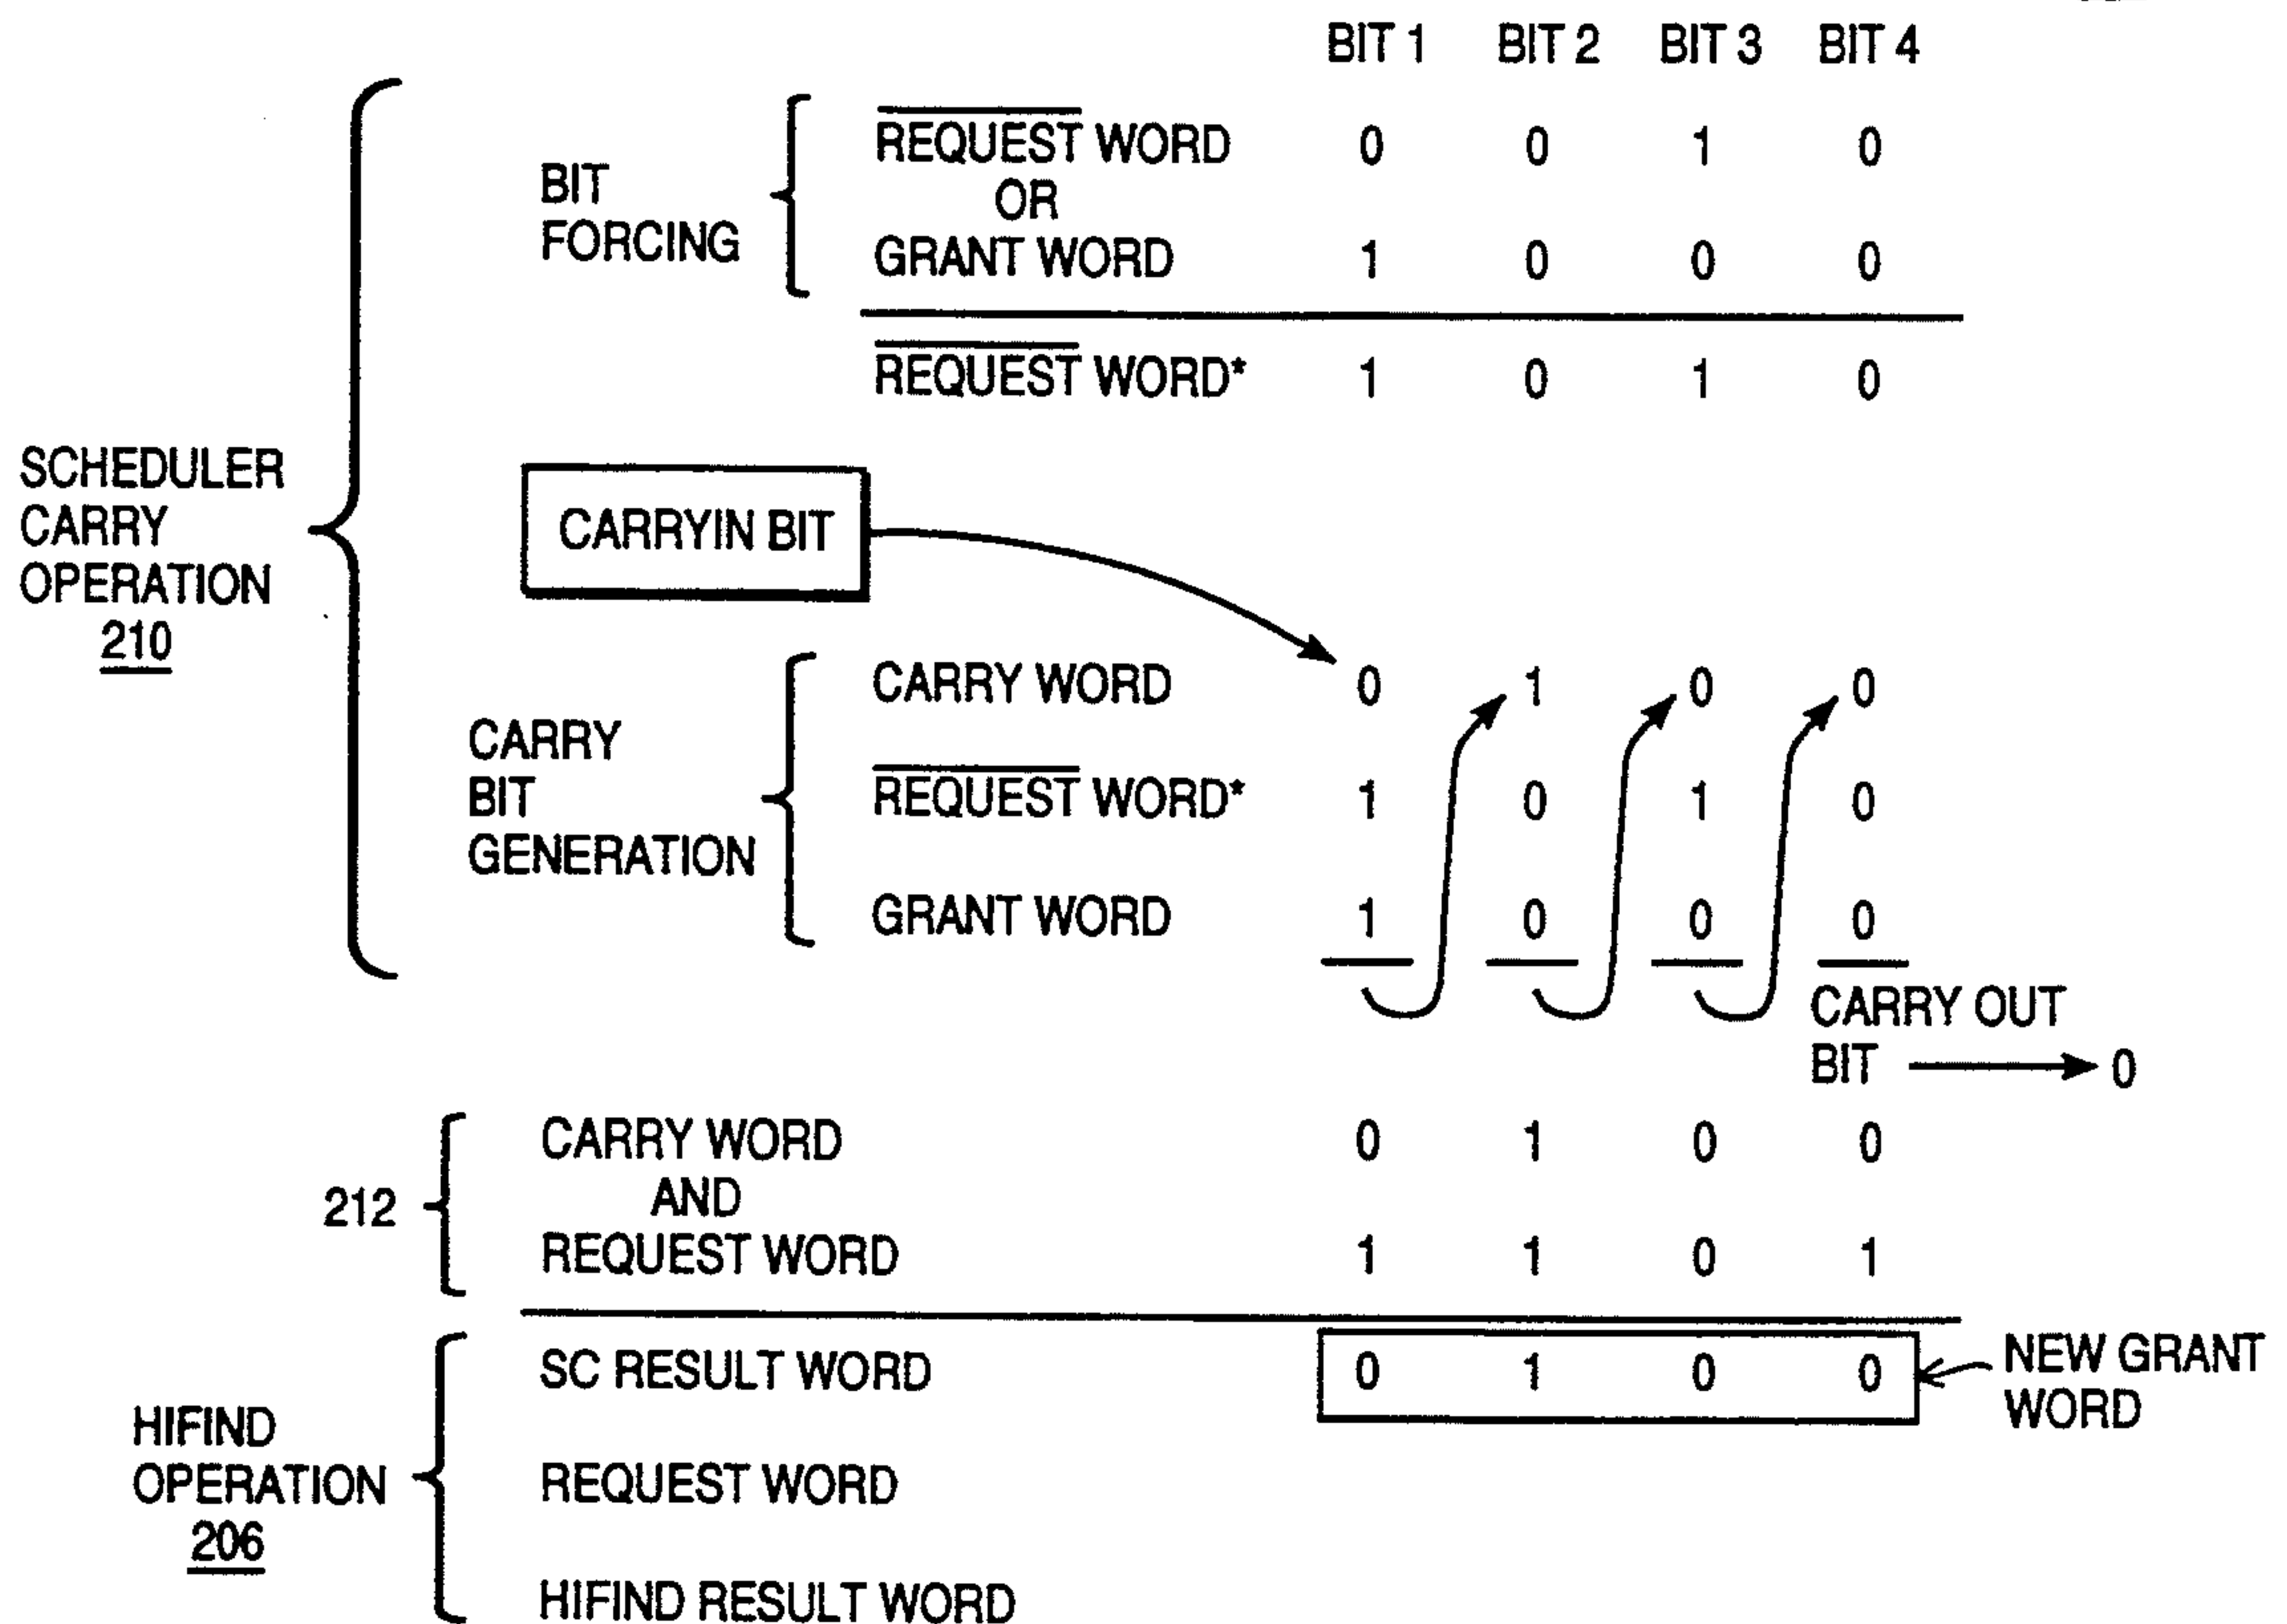 BIT 1 BIT 2 BIT 3 BIT 4
SCHEDULER
CARRY
OPERATION
210
BIT
FORCING
REQUEST WORD 0 0 1 0
OR
GRANT WORD 1 0 0 0
REQUEST WORD* 1 0 1 0
CARRYIN BIT
CARRY
BIT
GENERATION
CARRY WORD 0 1 0 0
REQUEST WORD* 1 0 1 0
GRANT WORD 1 0 0 0
CARRY OUT
BIT 0
212
CARRY WORD 0 1 0 0
AND
REQUEST WORD 1 1 0 1
HIFIND
OPERATION
206
SC RESULT WORD 0 1 0 0
NEW GRANT
WORD
REQUEST WORD
HIFIND RESULT WORD